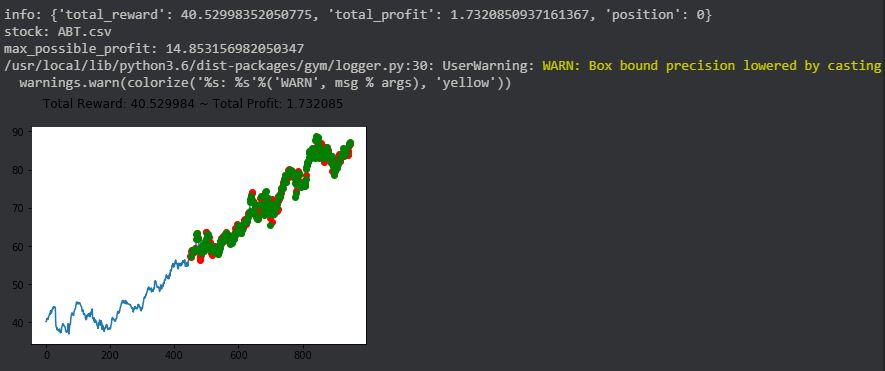 info: {'total_reward': 40.52998352050775, 'total_profit': 1.7320850937161367, 'position': 0}
stock: ABT.csv
max_possible_profit: 14.853156982050347
/usr/local/lib/python3.6/dist-packages/gym/logger.py:30: UserWarning: WARN: Box bound precision lowered by casting
warnings.warn(colorize('%s: %s'%('WARN', msg % args), 'yellow'))
Total Reward: 40.529984 ~ Total Profit: 1.732085
90
80
70
60
50
40
0 200 400 600 800